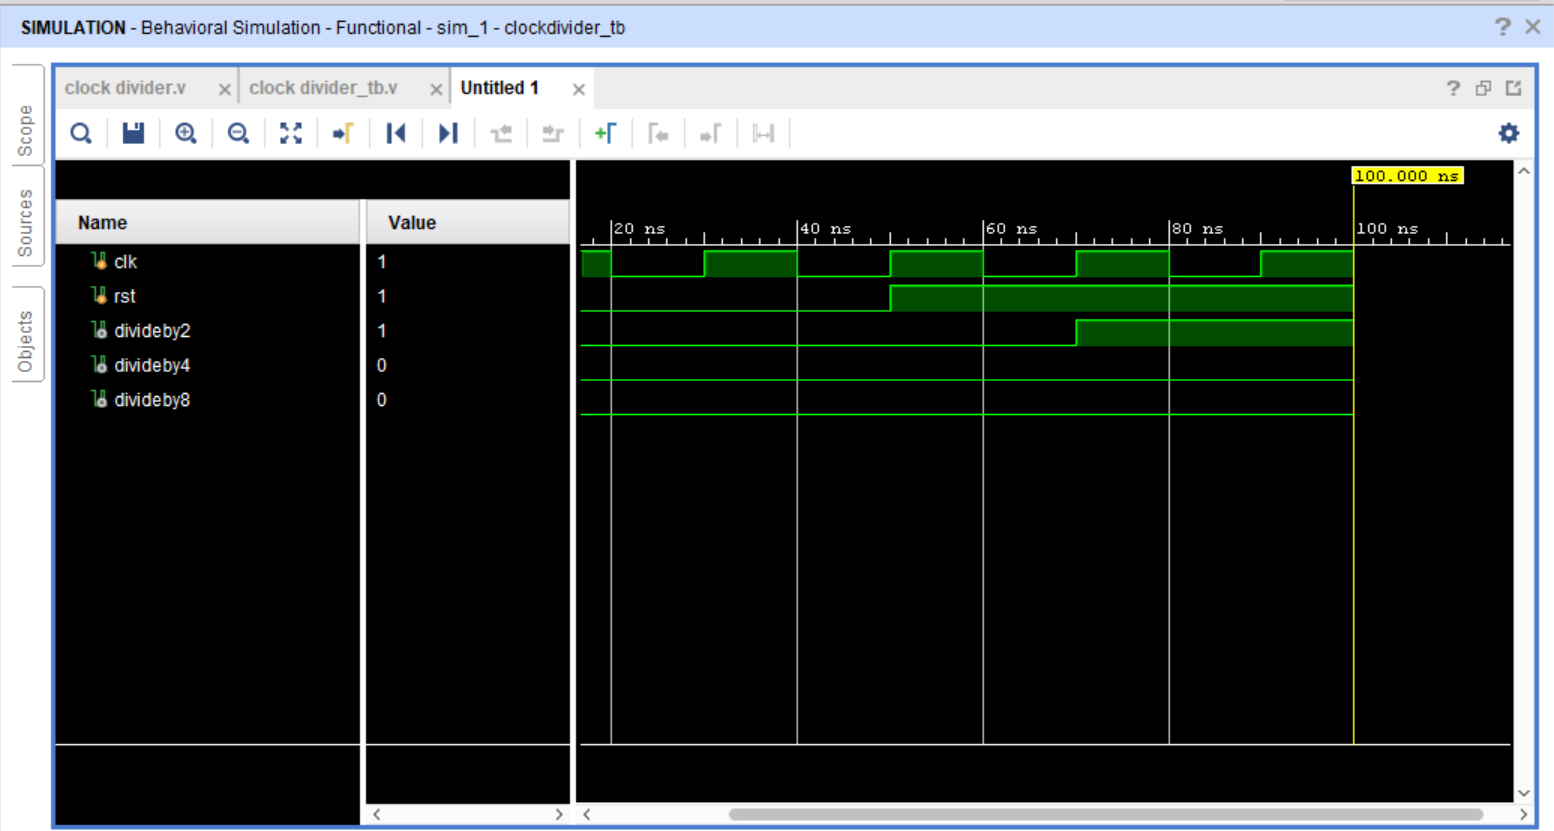 SIMULATION - Behavioral Simulation - Functional - sim_1 - clockdivider_tb
Scope
Sources
Objects
clock divider.v
clock divider_tb.v
Untitled 1
100.000 ns
Name
Value
20 ns
40 ns
60 ns
80 ns
100 ns
clk 1
rst 1
divideby2 1
divideby4 0
divideby8 0